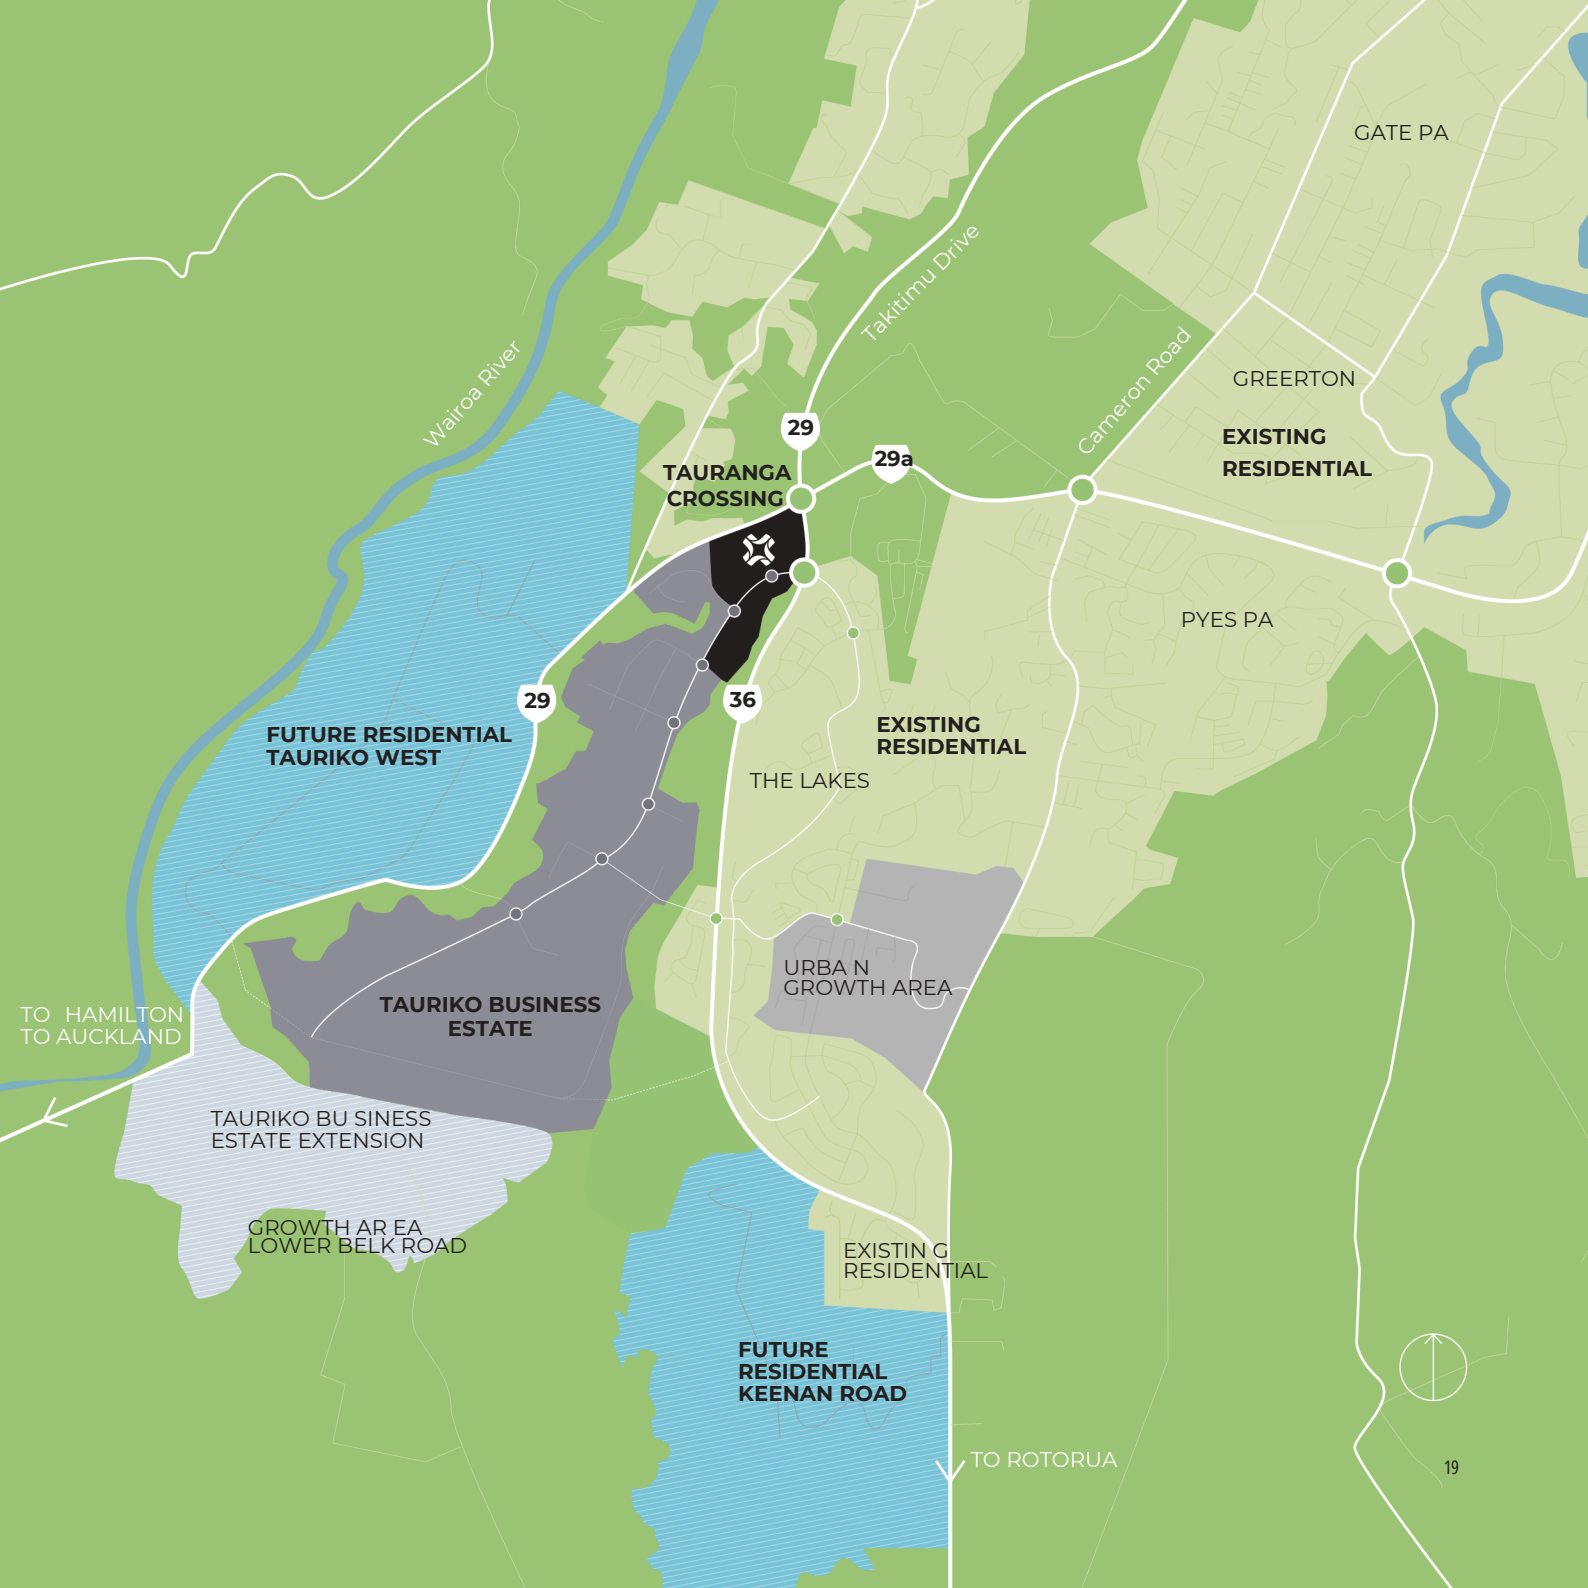 GATE PA
Takitimu Drive
Wairoa River
Cameron Road
GREERTON
29
EXISTING
RESIDENTIAL
29a
TAURANGA
CROSSING
PYES PA
29
36
FUTURE RESIDENTIAL
TAURIKO WEST
EXISTING
RESIDENTIAL
THE LAKES
URBA N
GROWTH AREA
TAURIKO BUSINESS
ESTATE
TO HAMILTON
TO AUCKLAND
TAURIKO BU SINESS
ESTATE EXTENSION
GROWTH AR EA
LOWER BELK ROAD
EXISTIN G
RESIDENTIAL
FUTURE
RESIDENTIAL
KEENAN ROAD
TO ROTORUA
19